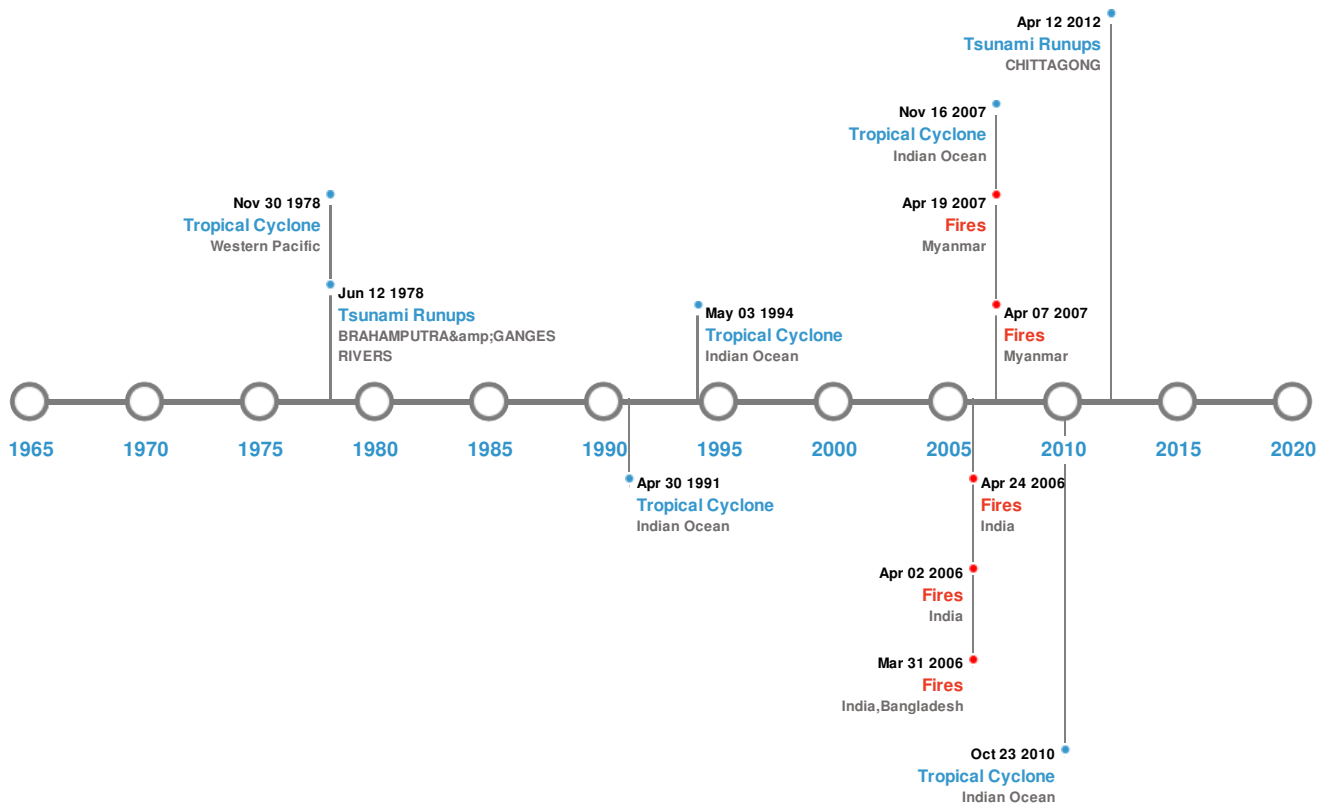 Apr 12 2012
Tsunami Runups
CHITTAGONG
Nov 16 2007
Tropical Cyclone
Indian Ocean
Nov 30 1978
Tropical Cyclone
Western Pacific
Apr 19 2007
Fires
Myanmar
Jun 12 1978
Tsunami Runups
BRAHAMPUTRA&amp;GANGES
RIVERS
May 03 1994
Tropical Cyclone
Indian Ocean
Apr 07 2007
Fires
Myanmar
1965 1970 1975 1980 1985 1990 1995 2000 2005 2010 2015 2020
Apr 30 1991
Tropical Cyclone
Indian Ocean
Apr 24 2006
Fires
India
Apr 02 2006
Fires
India
Mar 31 2006
Fires
India,Bangladesh
Oct 23 2010
Tropical Cyclone
Indian Ocean